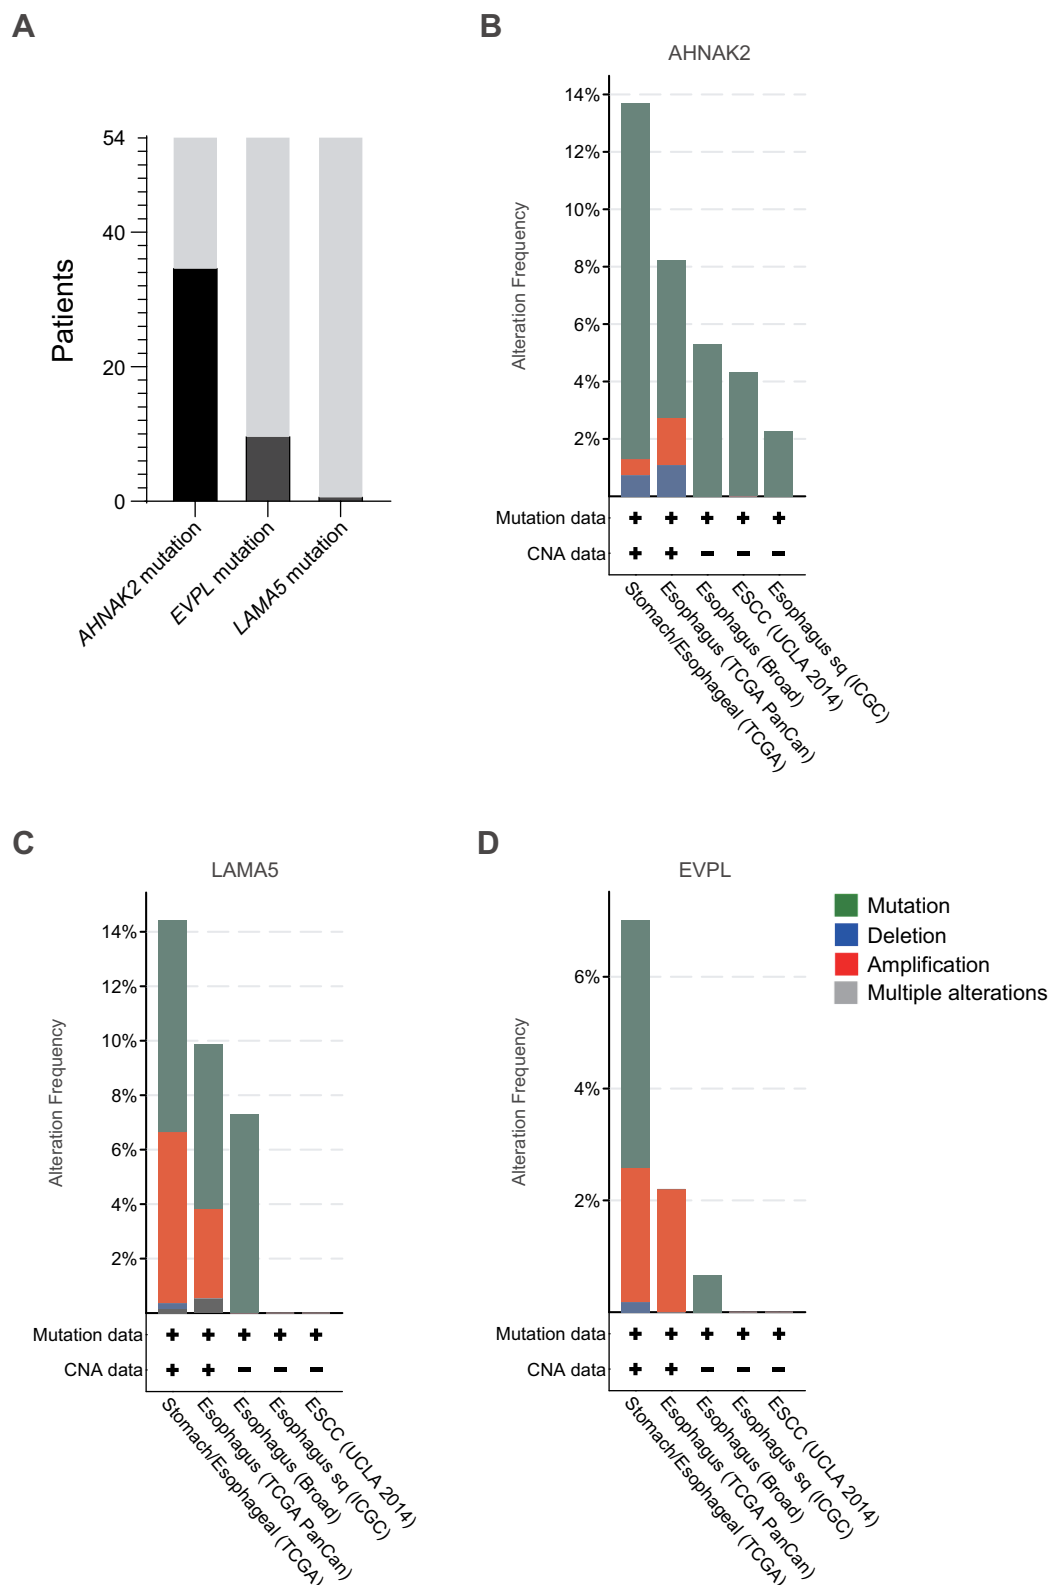 A
54
40
20
0
Patients
AHNAK2 mutation
EVPL mutation
LAMA5 mutation
B
AHNAK2
14%
12%
10%
8%
6%
4%
2%
Alteration Frequency
Mutation data + + + + +
CNA data + + - - -
Stomach/Esophageal (TCGA)
Esophagus (TCGA PanCan)
Esophagus (Broad)
ESCC (UCLA 2014)
Esophagus sq (ICGC)
C
LAMA5
14%
12%
10%
8%
6%
4%
2%
Alteration Frequency
Mutation data + + + + +
CNA data + + - - -
Stomach/Esophageal (TCGA)
Esophagus (TCGA PanCan)
Esophagus (Broad)
Esophagus sq (ICGC)
ESCC (UCLA 2014)
D
EVPL
6%
4%
2%
Alteration Frequency
Mutation data + + + + +
CNA data + + - - -
Stomach/Esophageal (TCGA)
Esophagus (TCGA PanCan)
Esophagus (Broad)
Esophagus sq (ICGC)
ESCC (UCLA 2014)
Mutation
Deletion
Amplification
Multiple alterations